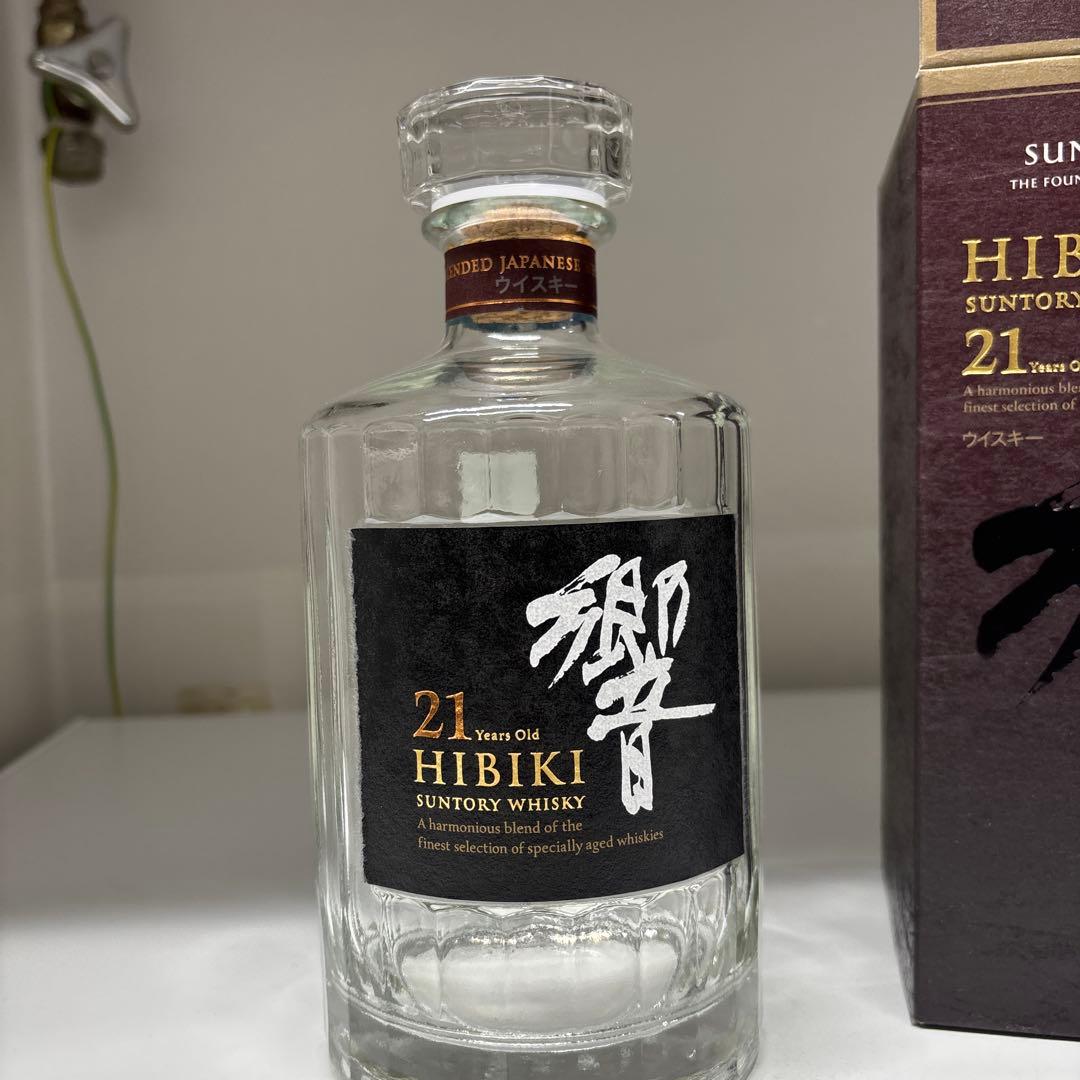 ENDED JAPANESE
ウイスキー
響
21 Years Old
HIBIKI
SUNTORY WHISKY
A harmonious blend of the
finest selection of specially aged whiskies
SUN
THE FOUN
HIB
SUNTORY
21 Years O
A harmonious ble
finest selection of
ウイスキー